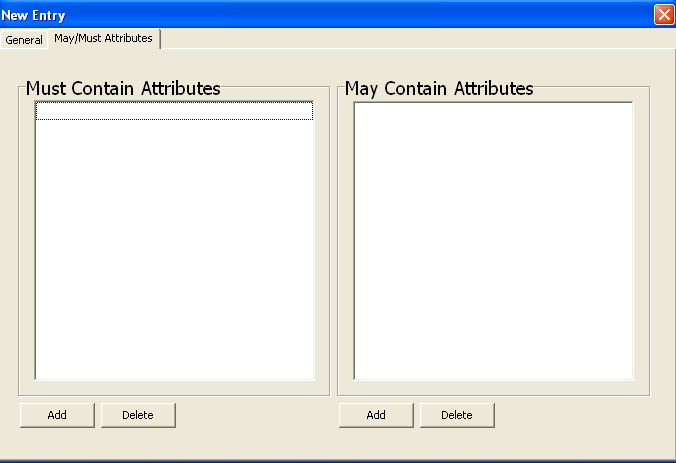 New Entry
General May/Must Attributes
Must Contain Attributes May Contain Attributes
Add Delete Add Delete